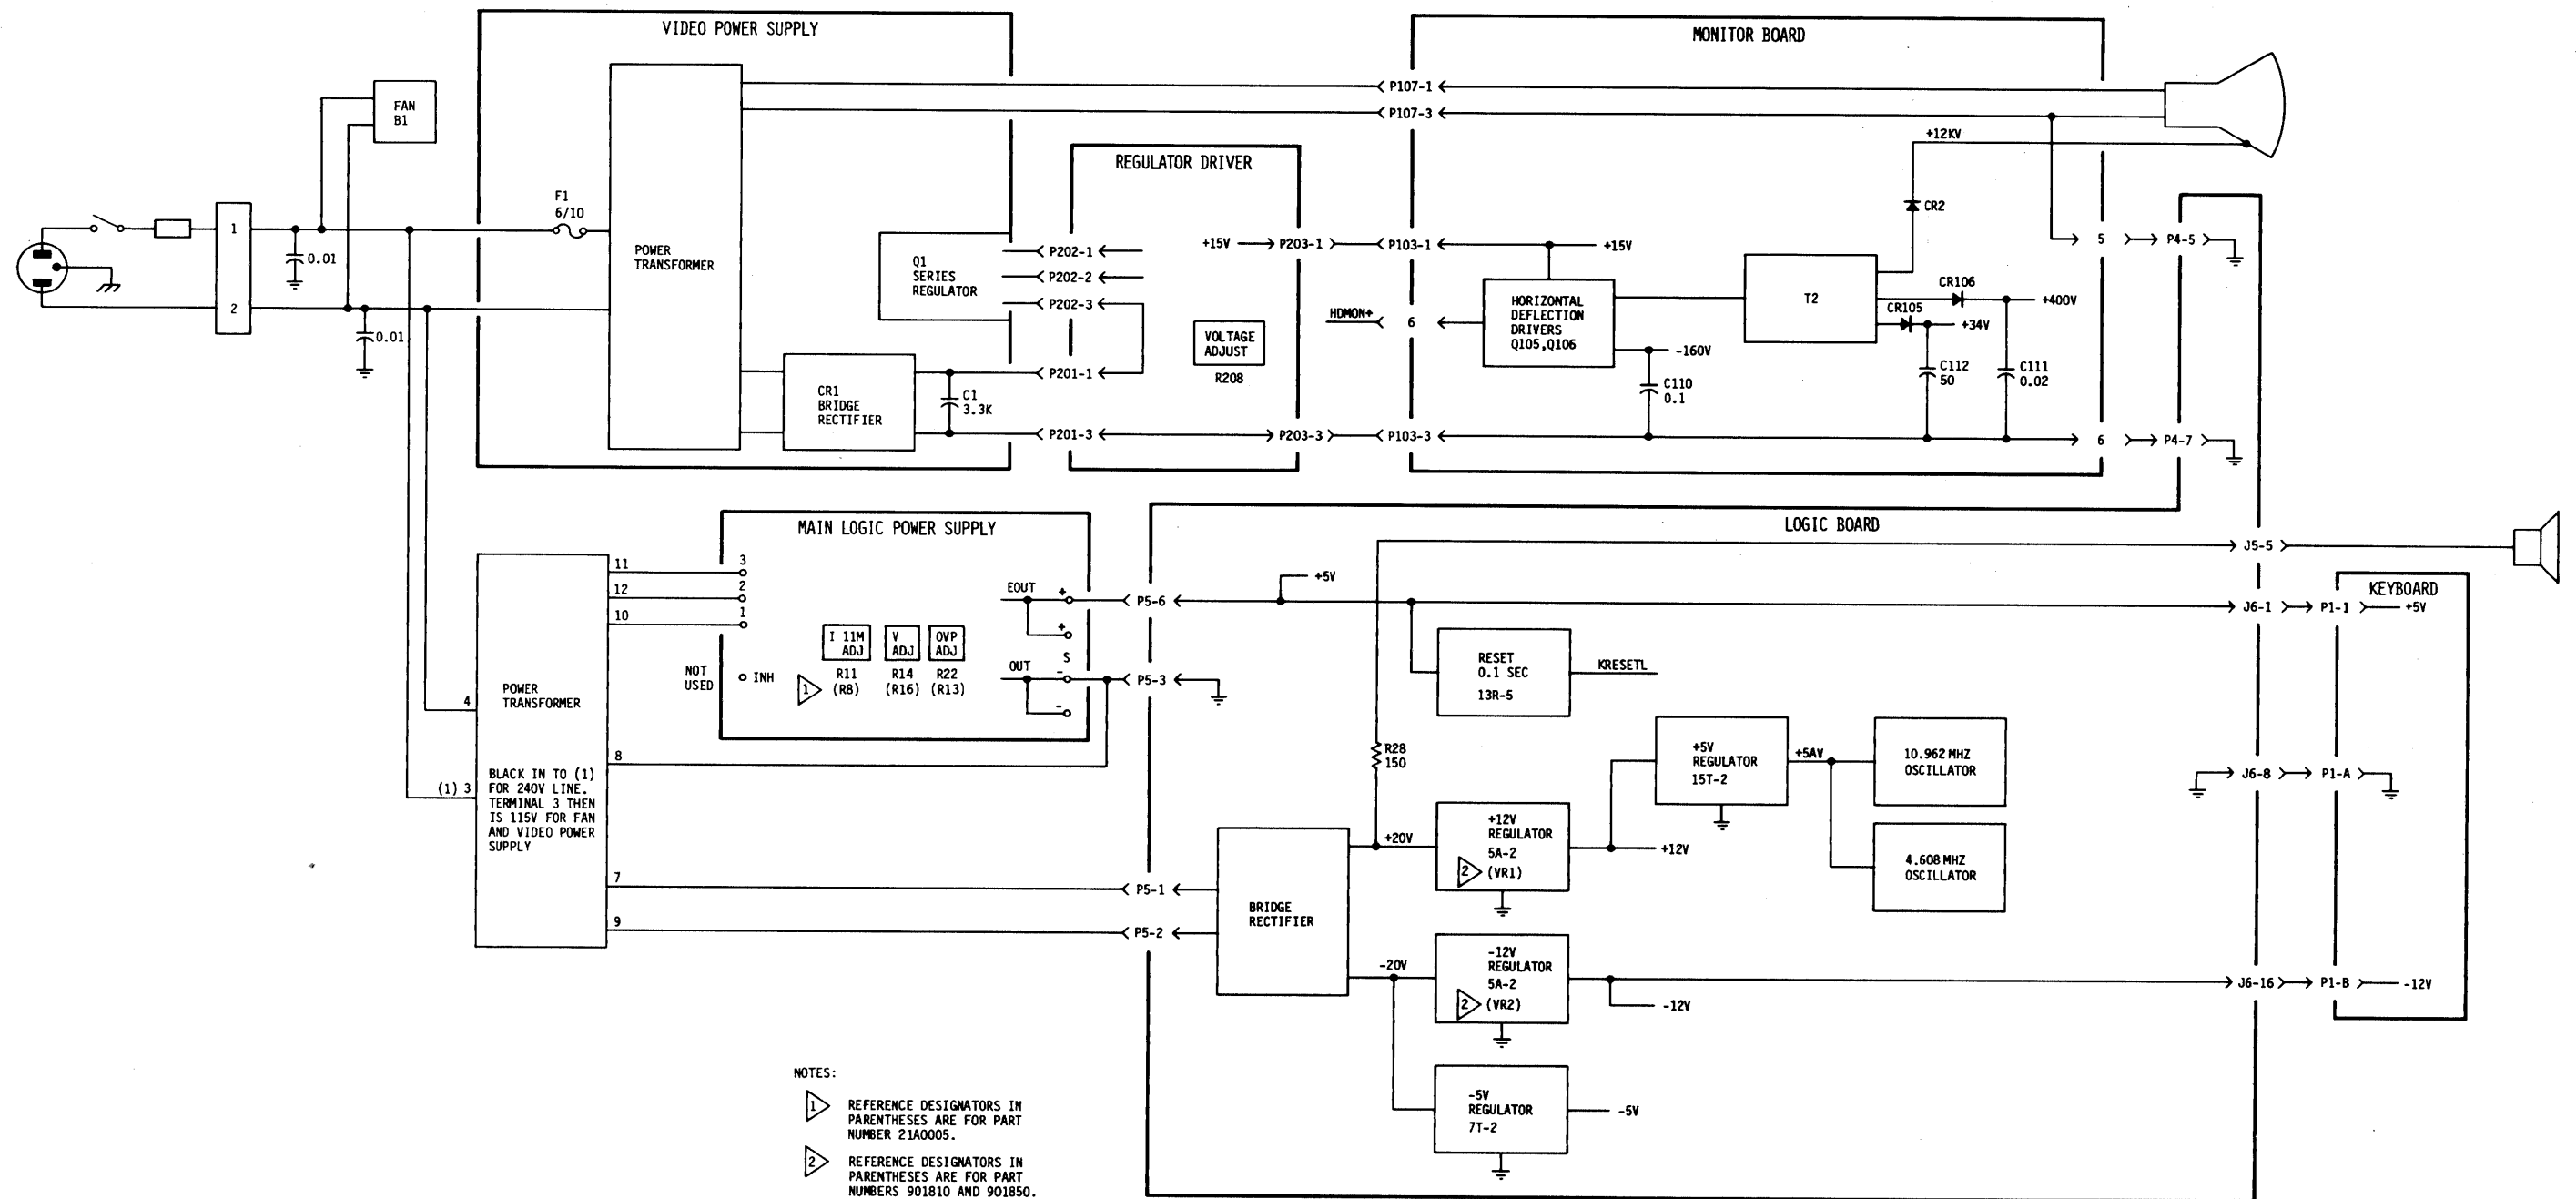 VIDEO POWER SUPPLY
MONITOR BOARD
FAN
B1
P107-1
P107-3
+12KV
REGULATOR DRIVER
F1
6/10
CR2
1
2
0.01
0.01
POWER
TRANSFORMER
Q1
SERIES
REGULATOR
P202-1
P202-2
P202-3
+15V
P203-1
P103-1
+15V
5
P4-5
HDMON+
6
HORIZONTAL
DEFLECTION
DRIVERS
Q105,Q106
T2
CR106
+400V
CR105
+34V
-160V
VOLTAGE
ADJUST
R208
C110
0.1
C112
50
C111
0.02
CR1
BRIDGE
RECTIFIER
C1
3.3K
P201-1
P201-3
P203-3
P103-3
6
P4-7
MAIN LOGIC POWER SUPPLY
LOGIC BOARD
J5-5
11
12
10
3
2
1
EOUT
+
+
S
OUT
-
-
P5-6
+5V
J6-1
P1-1
+5V
KEYBOARD
I 11M
ADJ
V
ADJ
OVP
ADJ
R11
(R8)
R14
(R16)
R22
(R13)
1
NOT
USED
INH
P5-3
RESET
0.1 SEC
13R-5
KRESETL
POWER
TRANSFORMER
4
8
(1) 3
BLACK IN TO (1)
FOR 240V LINE.
TERMINAL 3 THEN
IS 115V FOR FAN
AND VIDEO POWER
SUPPLY
R28
150
+5V
REGULATOR
15T-2
+5AV
10.962 MHZ
OSCILLATOR
4.608 MHZ
OSCILLATOR
J6-8
P1-A
+20V
+12V
REGULATOR
5A-2
2
(VR1)
+12V
7
9
P5-1
P5-2
BRIDGE
RECTIFIER
-20V
-12V
REGULATOR
5A-2
2
(VR2)
-12V
J6-16
P1-B
-12V
-5V
REGULATOR
7T-2
-5V
NOTES:
1
REFERENCE DESIGNATORS IN
PARENTHESES ARE FOR PART
NUMBER 21A0005.
2
REFERENCE DESIGNATORS IN
PARENTHESES ARE FOR PART
NUMBERS 901810 AND 901850.